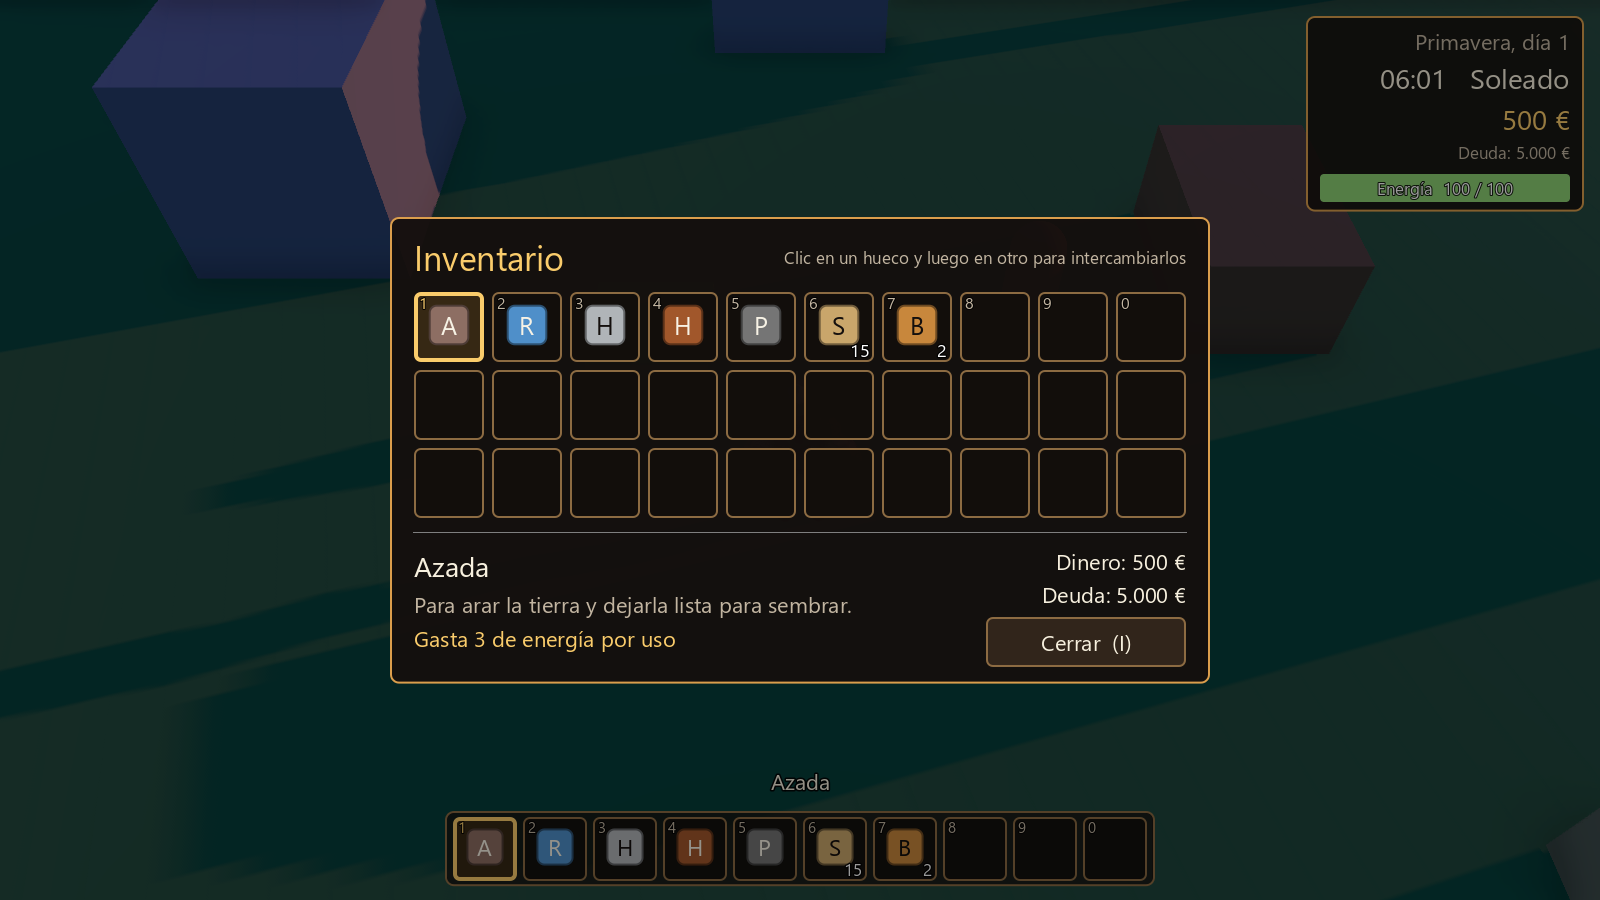 Primavera, día 1
06:01 Soleado
500 €
Deuda: 5.000 €
Energía 100 / 100
Inventario
Clic en un hueco y luego en otro para intercambiarlos
1 A
2 R
3 H
4 H
5 P
6 S 15
7 B 2
8
9
0
Azada
Para arar la tierra y dejarla lista para sembrar.
Gasta 3 de energía por uso
Dinero: 500 €
Deuda: 5.000 €
Cerrar (I)
Azada
1 A
2 R
3 H
4 H
5 P
6 S 15
7 B 2
8
9
0